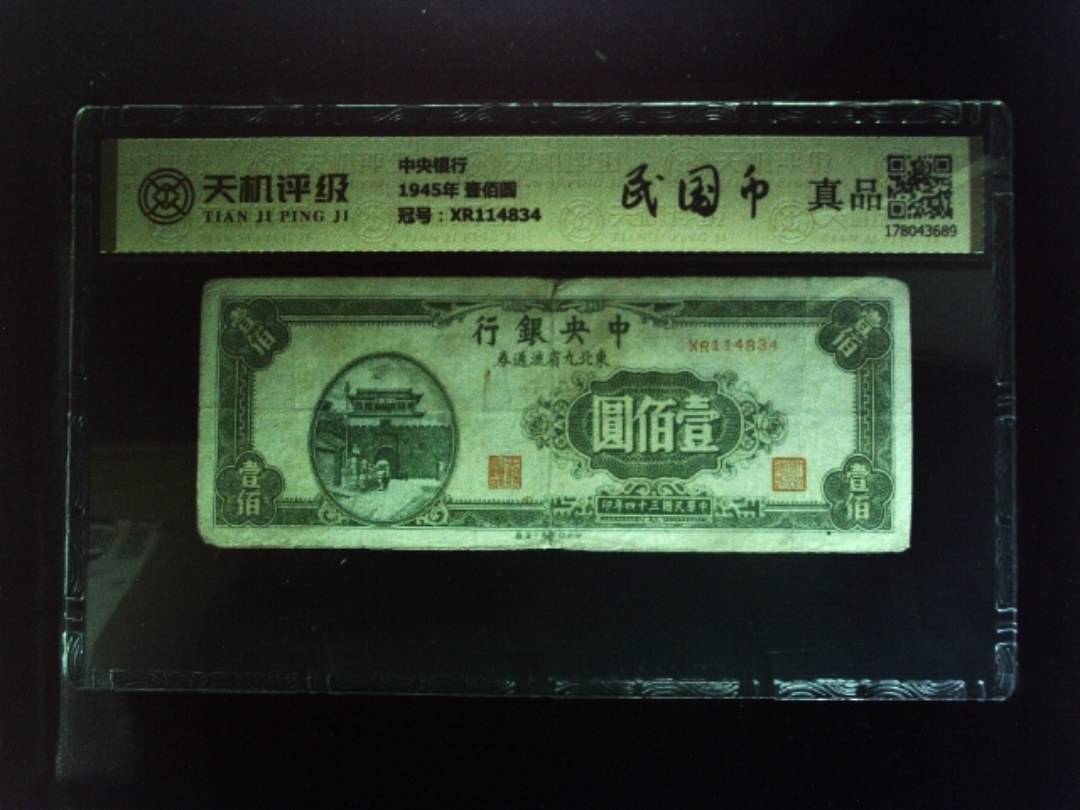 天机评级
TIAN JI PING JI
中央银行
1945年 壹佰圆
冠号：XR114834
民国币
真品
178043689
行銀央中
券通流省九北東
XR114834
壹佰
壹佰
圓佰壹
壹佰
壹佰
印年四十三國民華中